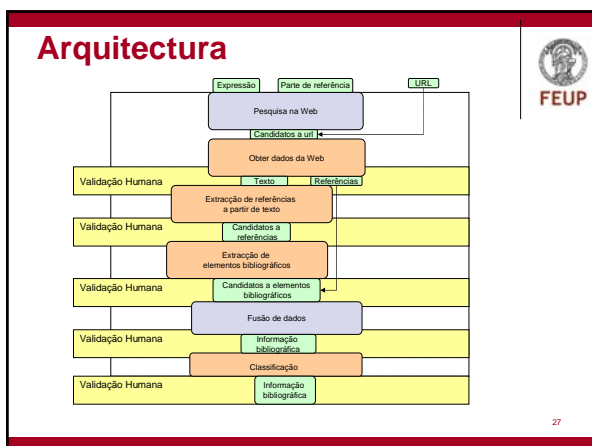 Arquitectura
FEUP
Expressão Parte de referência URL
Pesquisa na Web
Candidatos a url
Obter dados da Web
Validação Humana Texto Referências
Extracção de referências
a partir de texto
Validação Humana Candidatos a
referências
Extracção de
elementos bibliográficos
Validação Humana Candidatos a elementos
bibliográficos
Fusão de dados
Validação Humana Informação
bibliográfica
Classificação
Validação Humana Informação
bibliográfica
27